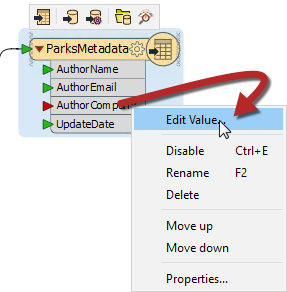 ParksMetadata
AuthorName
AuthorEmail
AuthorComp
UpdateDate
Edit Value...
Disable Ctrl+E
Rename F2
Delete
Move up
Move down
Properties...